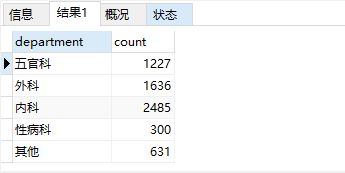 信息 结果1 概况 状态
department count
五官科 1227
外科 1636
内科 2485
性病科 300
其他 631